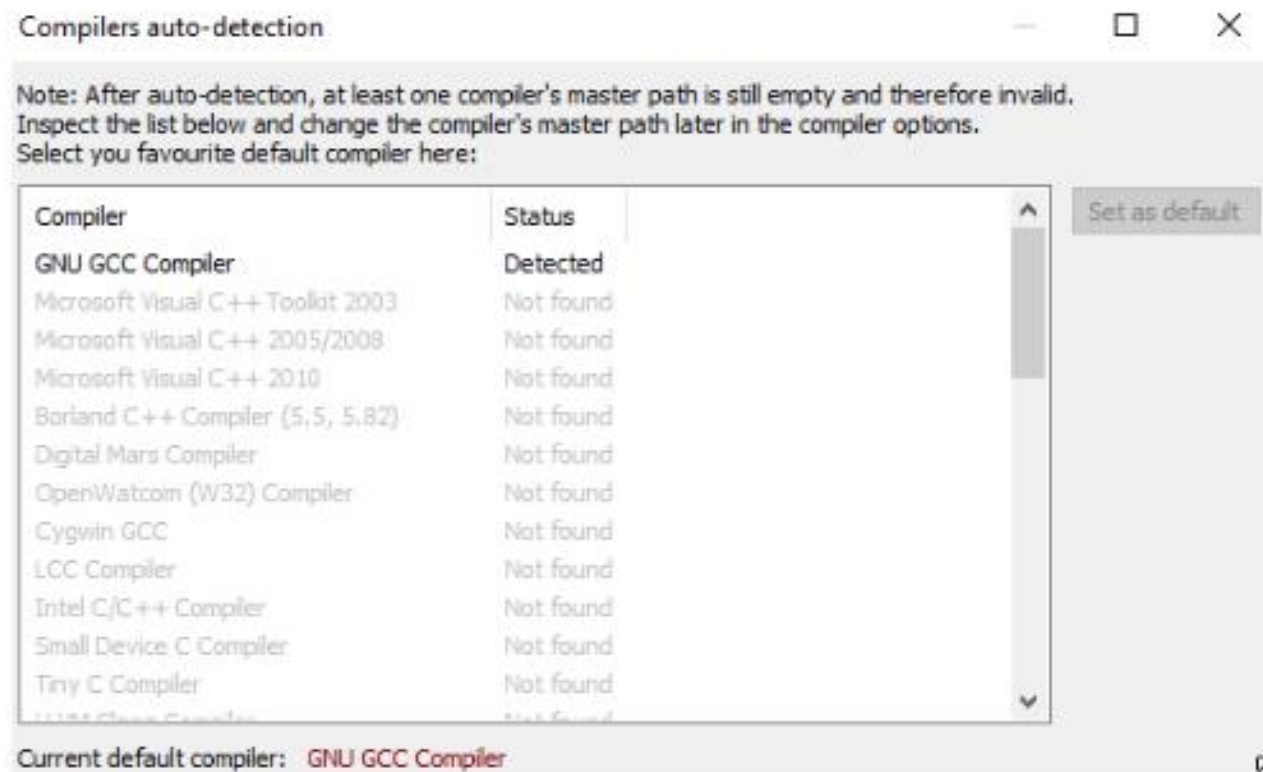 Compilers auto-detection
Note: After auto-detection, at least one compiler's master path is still empty and therefore invalid.
Inspect the list below and change the compiler's master path later in the compiler options.
Select you favourite default compiler here:
Compiler Status
Set as default
GNU GCC Compiler Detected
Microsoft Visual C++ Toolkit 2003 Not found
Microsoft Visual C++ 2005/2008 Not found
Microsoft Visual C++ 2010 Not found
Borland C++ Compiler (5.5, 5.82) Not found
Digital Mars Compiler Not found
OpenWatcom (W32) Compiler Not found
Cygwin GCC Not found
LCC Compiler Not found
Intel C/C++ Compiler Not found
Small Device C Compiler Not found
Tiny C Compiler Not found
Current default compiler: GNU GCC Compiler